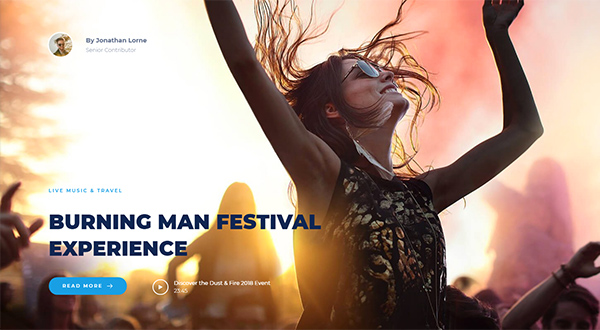 By Jonathan Lorne
Senior Contributor
LIVE MUSIC & TRAVEL
BURNING MAN FESTIVAL
EXPERIENCE
READ MORE →
Discover the Dust & Fire 2018 Event
23:45